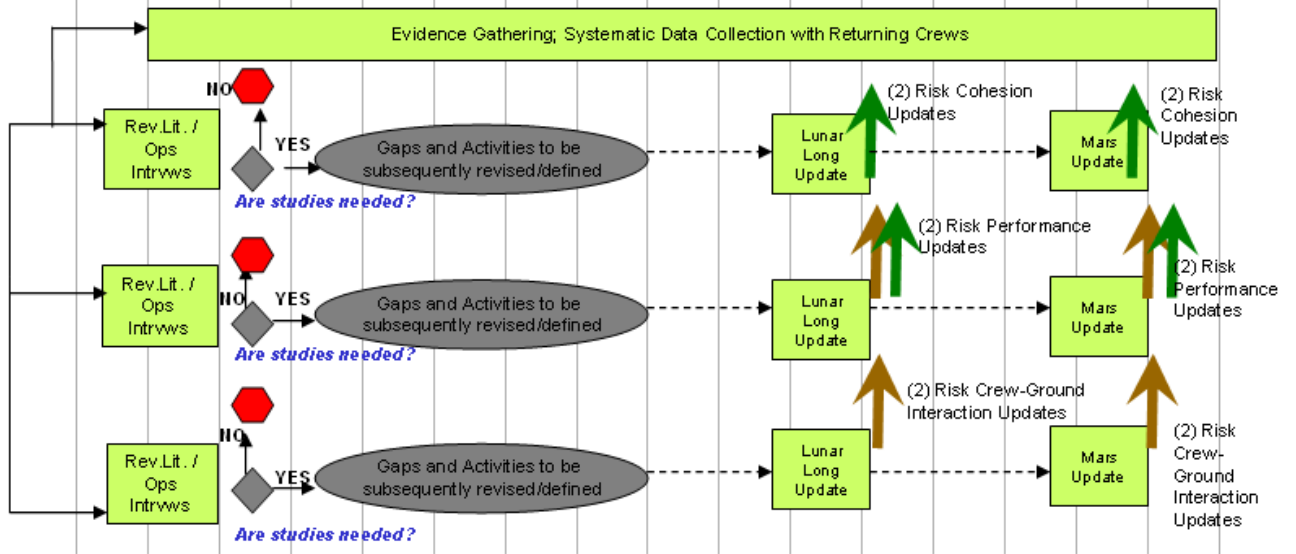 Evidence Gathering; Systematic Data Collection with Returning Crews
NO
Rev.Lit. /
Ops
Intrvws
YES
Gaps and Activities to be
subsequently revised/defined
Are studies needed?
Lunar
Long
Update
(2) Risk Cohesion
Updates
Mars
Update
(2) Risk
Cohesion
Updates
Rev.Lit. /
Ops
Intrvws
NO
YES
Gaps and Activities to be
subsequently revised/defined
Are studies needed?
Lunar
Long
Update
(2) Risk Performance
Updates
Mars
Update
(2) Risk
Performance
Updates
Rev.Lit. /
Ops
Intrvws
NO
YES
Gaps and Activities to be
subsequently revised/defined
Are studies needed?
Lunar
Long
Update
(2) Risk Crew-Ground
Interaction Updates
Mars
Update
(2) Risk
Crew-
Ground
Interaction
Updates